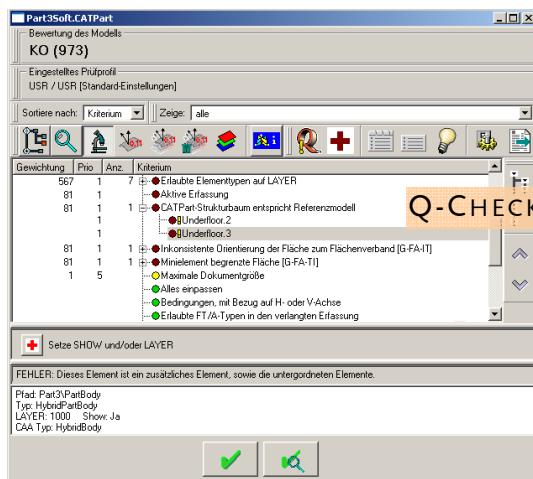 Part3Soft.CATPart
Bewertung des Modells
KO (973)
Eingestelltes Prüfprofil
USR / USR [Standard-Einstellungen]
Sortiere nach: Kriterium Zeige: alle
Gewichtung Prio Anz. Kriterium
567 1 7 Erlaubte Elementtypen auf LAYER
81 1 Aktive Erfassung
81 1 1 CATPart-Strukturbaum entspricht Referenzmodell
1 Underfloor.2
1 Underfloor.3
81 1 1 Inkonsistente Orientierung der Fläche zum Flächenverband [G-FA-IT]
81 1 1 Minielement begrenzte Fläche [G-FA-TI]
1 5 Maximale Dokumentgröße
Alles einpassen
Bedingungen, mit Bezug auf H- oder V-Achse
Erlaubte FT/A-Typen in den verlangten Erfassung
Q-CHECK
Setze SHOW und/oder LAYER
FEHLER: Dieses Element ist ein zusätzliches Element, sowie die untergordneten Elemente.
Pfad: Part3\PartBody
Typ: HybridPartBody
LAYER: 1000 Show: Ja
CAA Typ: HybridBody